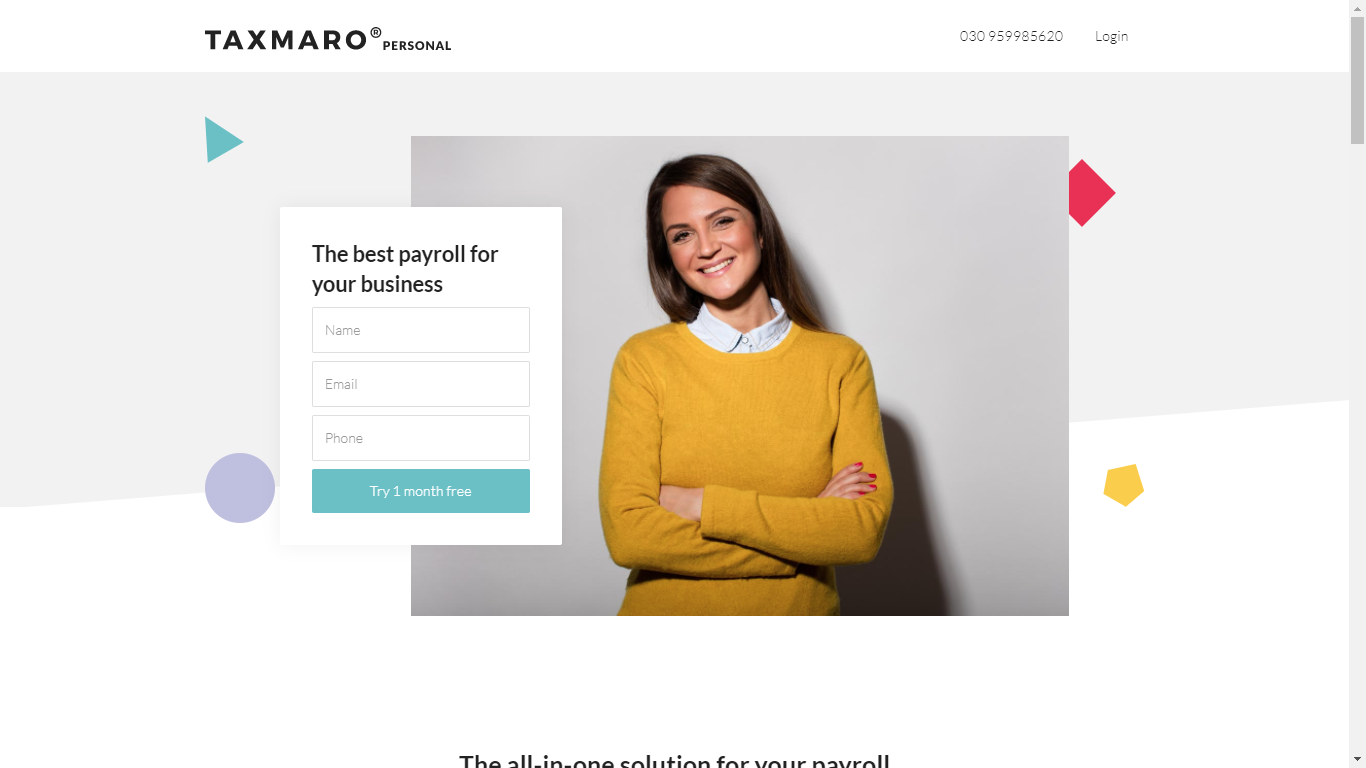 TAXMARO® PERSONAL
030 959985620
Login
The best payroll for
your business
Name
Email
Phone
Try 1 month free
The all-in-one solution for your payroll